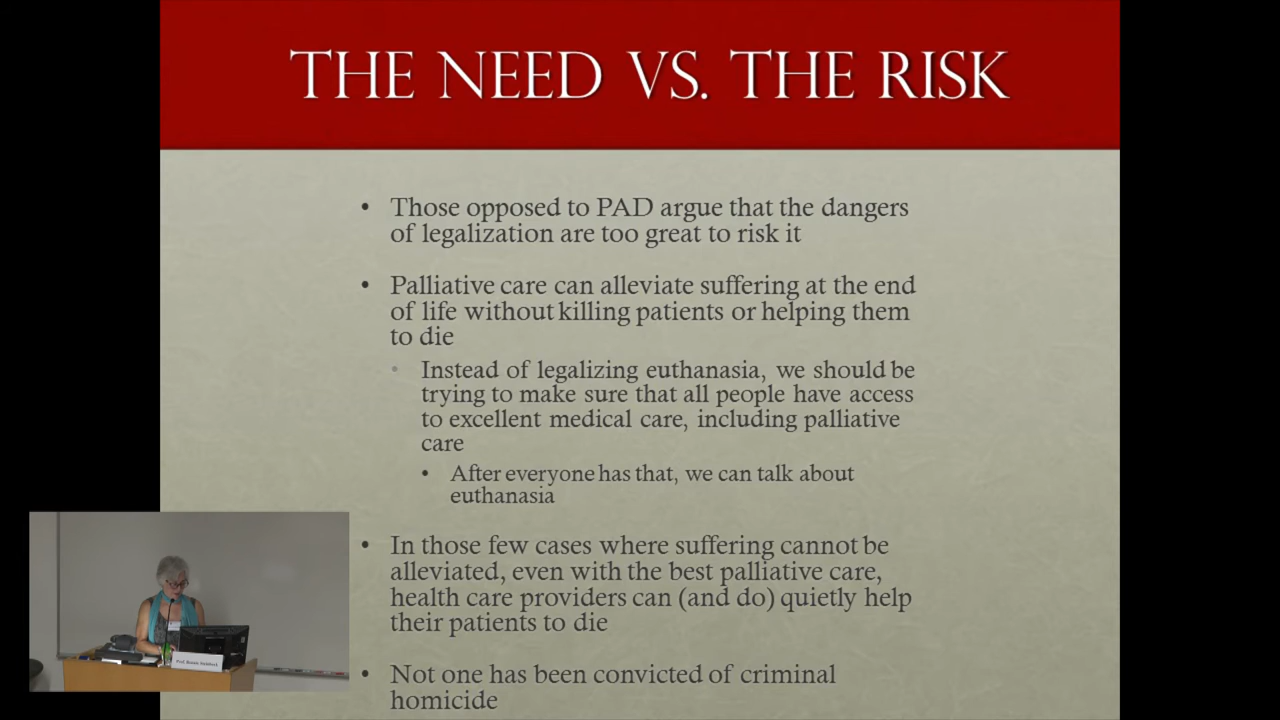 THE NEED VS. THE RISK
• Those opposed to PAD argue that the dangers
of legalization are too great to risk it
• Palliative care can alleviate suffering at the end
of life without killing patients or helping them
to die
• Instead of legalizing euthanasia, we should be
trying to make sure that all people have access
to excellent medical care, including palliative
care
• After everyone has that, we can talk about
euthanasia
• In those few cases where suffering cannot be
alleviated, even with the best palliative care,
health care providers can (and do) quietly help
their patients to die
• Not one has been convicted of criminal
homicide
Prof. Bonnie Steinbock